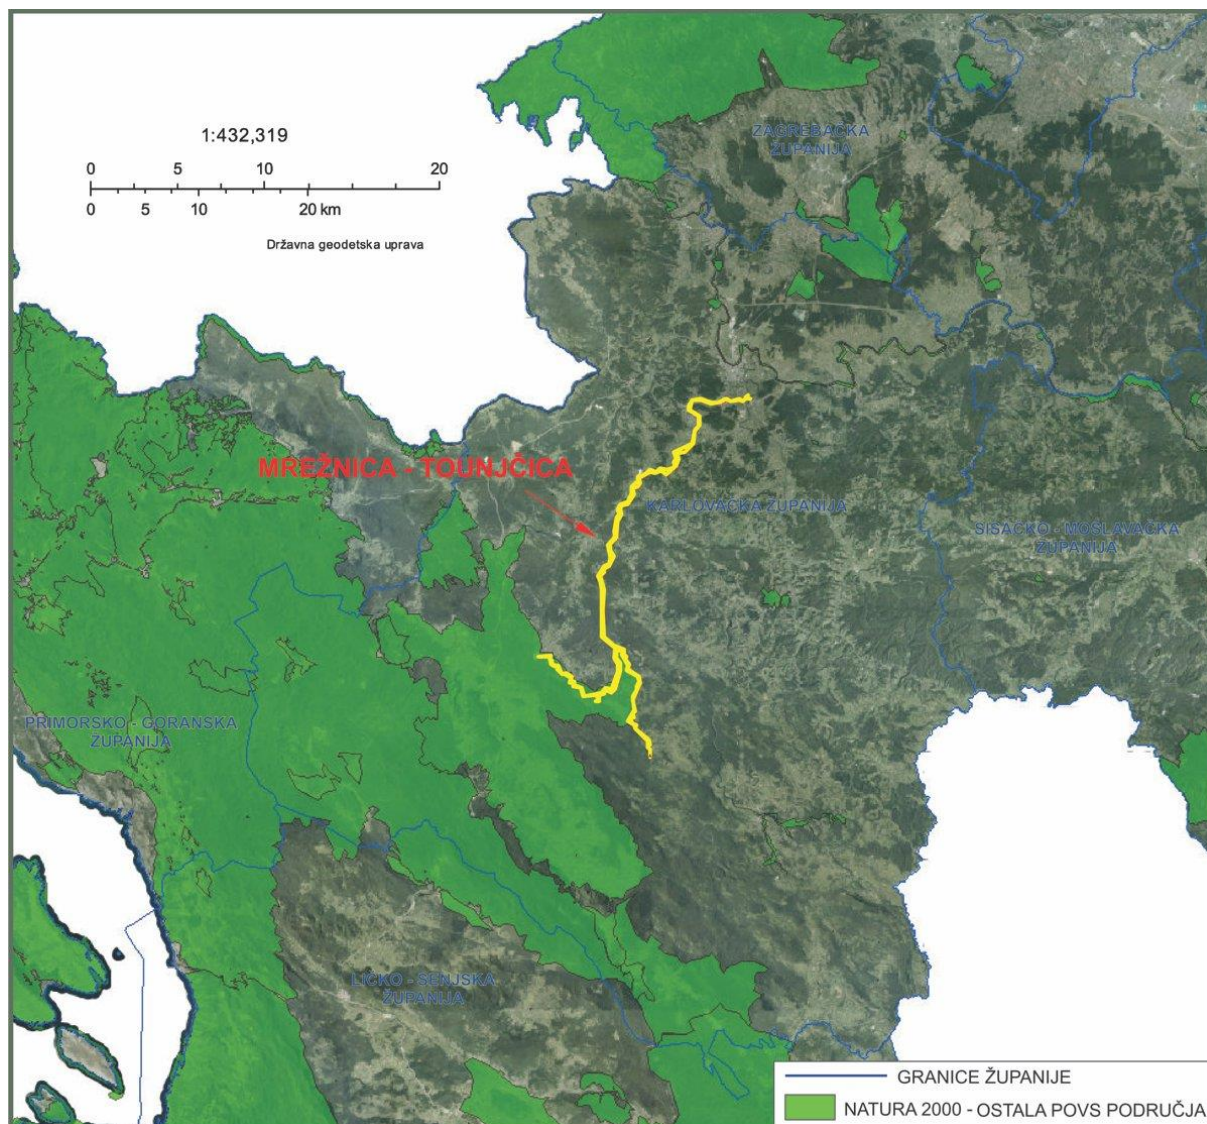 1:432,319
0 5 10 20
0 5 10 20 km
Državna geodetska uprava
ZAGREBAČKA
ŽUPANIJA
MREŽNICA - TOUNJČICA
KARLOVAČKA ŽUPANIJA
SISAČKO - MOSLAVAČKA
ŽUPANIJA
PRIMORSKO - GORANSKA
ŽUPANIJA
LIČKO - SENJSKA
ŽUPANIJA
GRANICE ŽUPANIJE
NATURA 2000 - OSTALA POVS PODRUČJA